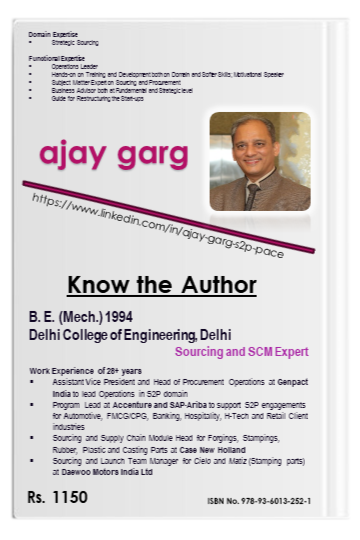 Domain Expertise
▪ Strategic Sourcing
Functional Expertise
▪ Operations Leader
▪ Hands-on on Training and Development both on Domain and Softer Skills; Motivational Speaker
▪ Subject Matter Expert on Sourcing and Procurement
▪ Business Advisor both at Fundamental and Strategic level
▪ Guide for Restructuring the Start-ups
ajay garg
https://www.linkedin.com/in/ajay-garg-s2p-pace
Know the Author
B. E. (Mech.) 1994
Delhi College of Engineering, Delhi
Sourcing and SCM Expert
Work Experience of 28+ years
▪ Assistant Vice President and Head of Procurement Operations at Genpact
India to lead Operations in S2P domain
▪ Program Lead at Accenture and SAP-Ariba to support S2P engagements
for Automotive, FMCG/CPG, Banking, Hospitality, H-Tech and Retail Client
industries
▪ Sourcing and Supply Chain Module Head for Forgings, Stampings,
Rubber, Plastic and Casting Parts at Case New Holland
▪ Sourcing and Launch Team Manager for Cielo and Matiz (Stamping parts)
at Daewoo Motors India Ltd
Rs. 1150
ISBN No. 978-93-6013-252-1